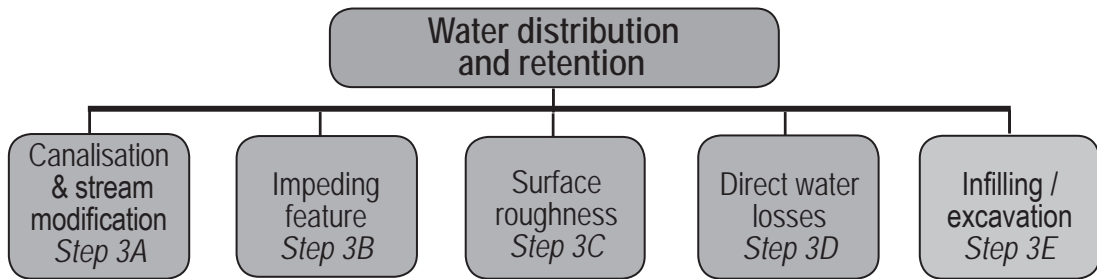 Water distribution
and retention
Canalisation
& stream
modification
Step 3A
Impeding
feature
Step 3B
Surface
roughness
Step 3C
Direct water
losses
Step 3D
Infilling /
excavation
Step 3E